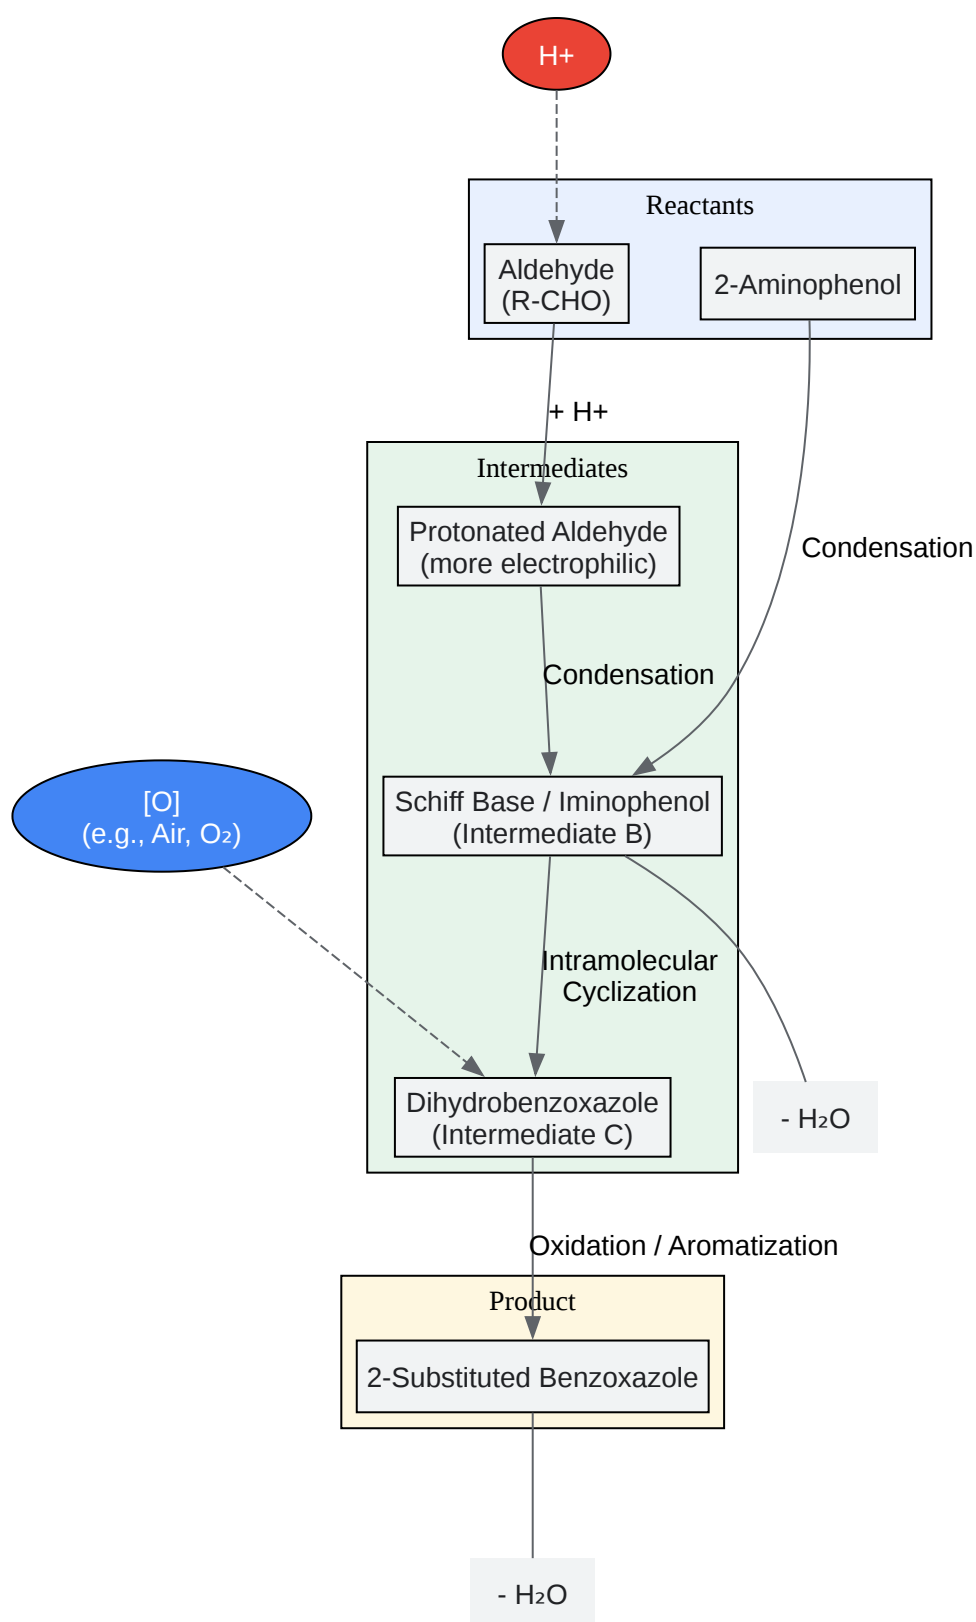 H+
Reactants
Aldehyde
(R-CHO)
2-Aminophenol
+ H+
Intermediates
Protonated Aldehyde
(more electrophilic)
Condensation
Condensation
[O]
(e.g., Air, O₂)
Schiff Base / Iminophenol
(Intermediate B)
Intramolecular
Cyclization
Dihydrobenzoxazole
(Intermediate C)
- H₂O
Oxidation / Aromatization
Product
2-Substituted Benzoxazole
- H₂O